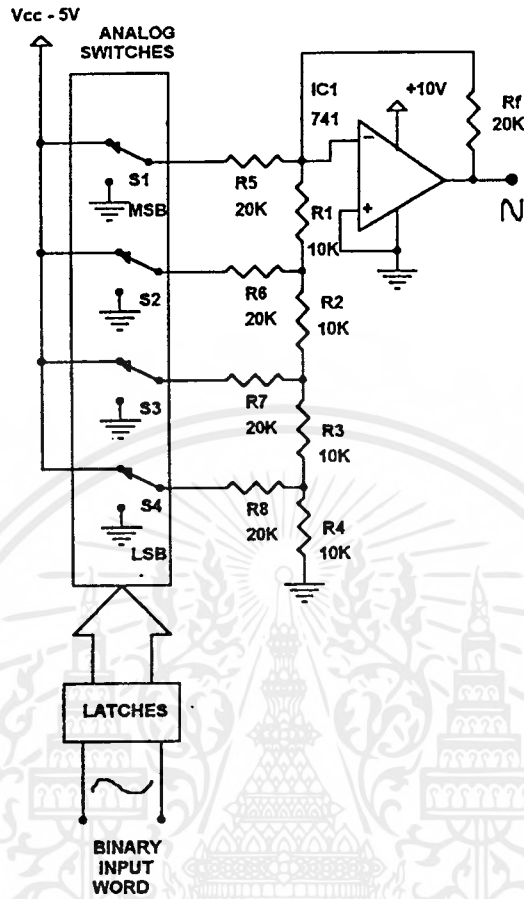 Vcc - 5V
ANALOG
SWITCHES
IC1
741
+10V
Rf
20K
S1
MSB
R5
20K
R1
10K
S2
R6
20K
R2
10K
S3
R7
20K
R3
10K
S4
LSB
R8
20K
R4
10K
LATCHES
BINARY
INPUT
WORD